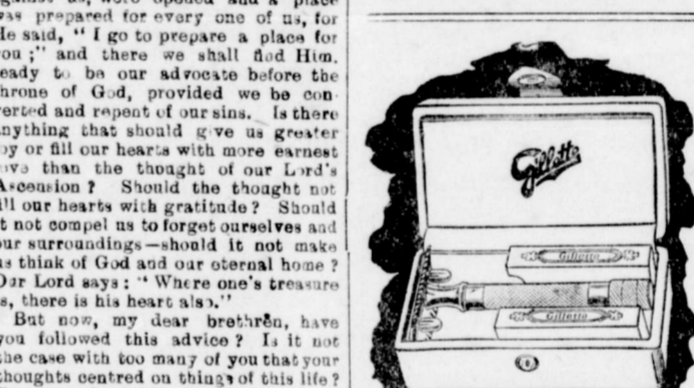 against us, were opened and a place
was prepared for every one of us, for
He said, “ I go to prepare a place for
you ;” and there we shall find Him.
ready to be our advocate before the
throne of God, provided we be con-
verted and repent of our sins. Is there
anything that should give us greater
joy or fill our hearts with more earnest
love than the thought of our Lord's
Ascension ? Should the thought not
fill our hearts with gratitude ? Should
it not compel us to forget ourselves and
our surroundings—should it not make
us think of God and our eternal home ?
Our Lord says : “ Where one's treasure
is, there is his heart also.”
But now, my dear brethren, have
you followed this advice ? Is it not
the case with too many of you that your
thoughts centred on things of this life ?
Gillette
Gillette
Gillette